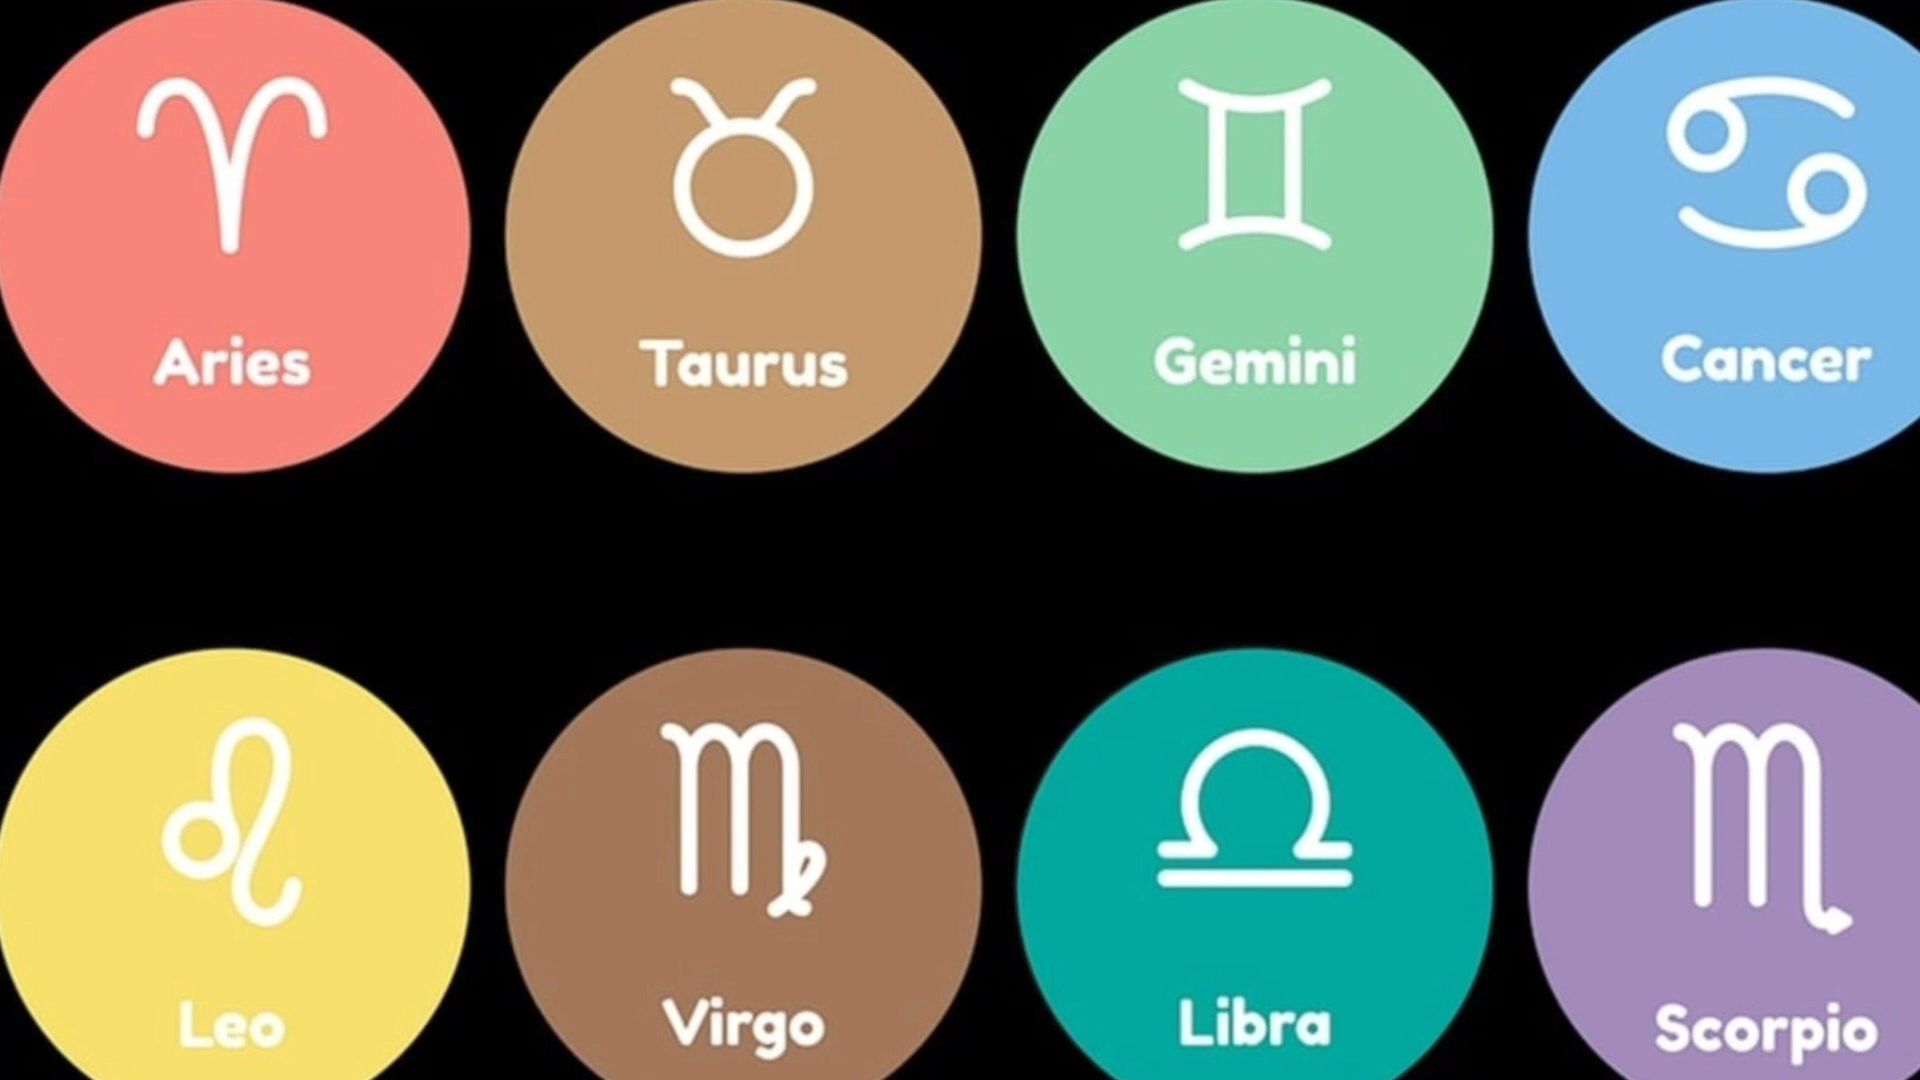 Aries
Taurus
Gemini
Cancer
Leo
Virgo
Libra
Scorpio